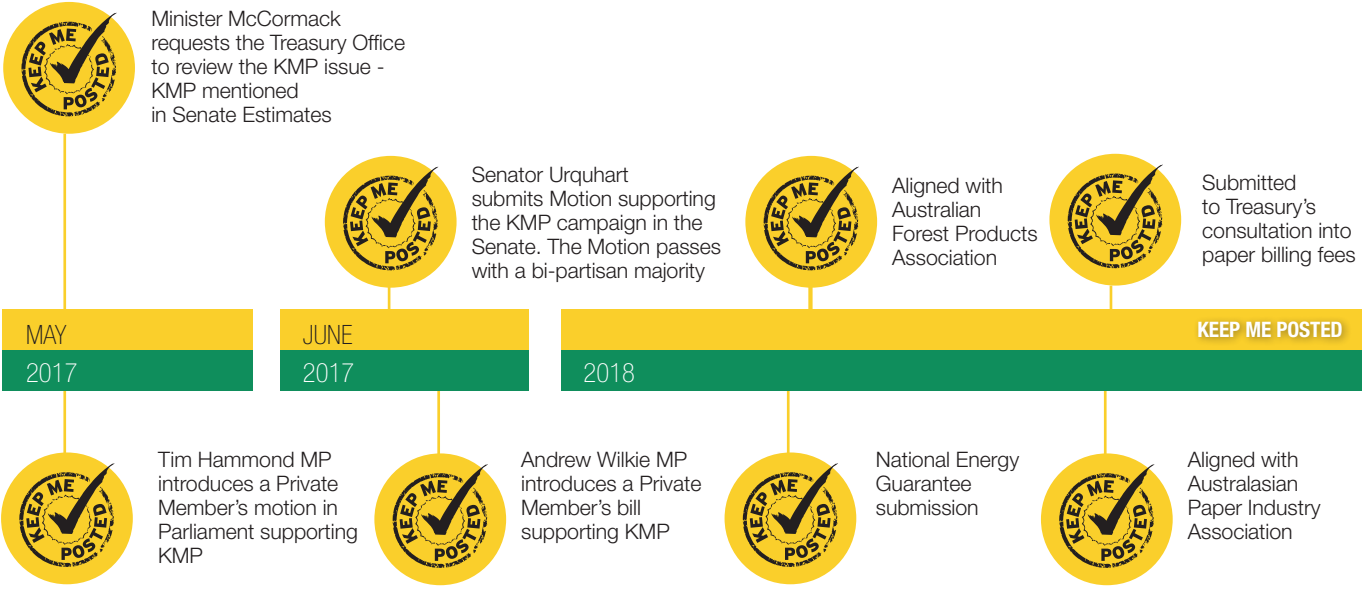 KEEP ME POSTED
Minister McCormack
requests the Treasury Office
to review the KMP issue -
KMP mentioned
in Senate Estimates
KEEP ME POSTED
Senator Urquhart
submits Motion supporting
the KMP campaign in the
Senate. The Motion passes
with a bi-partisan majority
KEEP ME POSTED
Aligned with
Australian
Forest Products
Association
KEEP ME POSTED
Submitted
to Treasury’s
consultation into
paper billing fees
MAY
2017
JUNE
2017
KEEP ME POSTED
2018
KEEP ME POSTED
Tim Hammond MP
introduces a Private
Member’s motion in
Parliament supporting
KMP
KEEP ME POSTED
Andrew Wilkie MP
introduces a Private
Member’s bill
supporting KMP
KEEP ME POSTED
National Energy
Guarantee
submission
KEEP ME POSTED
Aligned with
Australasian
Paper Industry
Association